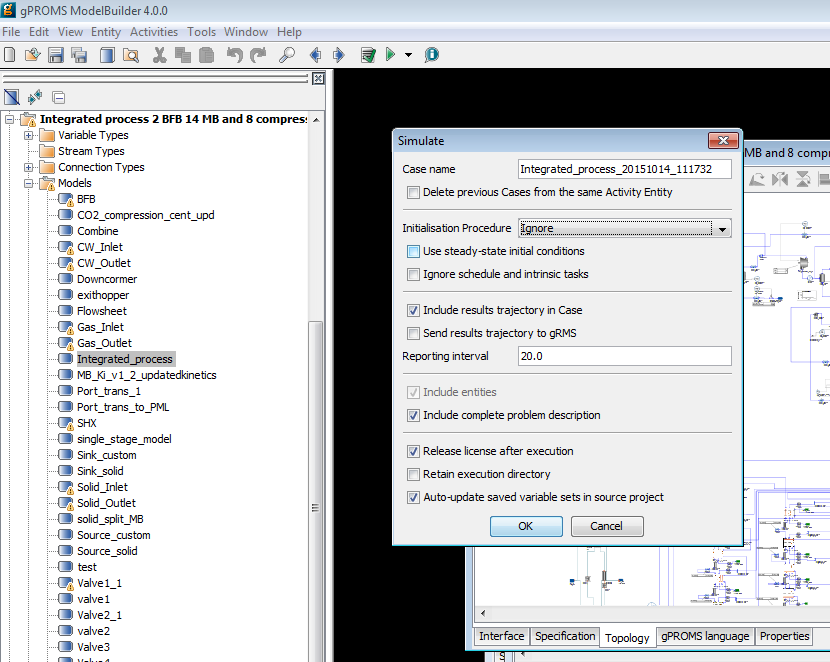 gPROMS ModelBuilder 4.0.0
File Edit View Entity Activities Tools Window Help
Integrated process 2 BFB 14 MB and 8 compres
Variable Types
Stream Types
Connection Types
Models
BFB
CO2_compression_cent_upd
Combine
CW_Inlet
CW_Outlet
Downcormer
exithopper
Flowsheet
Gas_Inlet
Gas_Outlet
Integrated_process
MB_Ki_v1_2_updatedkinetics
Port_trans_1
Port_trans_to_PML
SHX
single_stage_model
Sink_custom
Sink_solid
Solid_Inlet
Solid_Outlet
solid_split_MB
Source_custom
Source_solid
test
Valve1_1
valve1
Valve2_1
valve2
Valve3
Valve4
Simulate
Case name
Integrated_process_20151014_111732
Delete previous Cases from the same Activity Entity
Initialisation Procedure Ignore
Use steady-state initial conditions
Ignore schedule and intrinsic tasks
Include results trajectory in Case
Send results trajectory to gRMS
Reporting interval 20.0
Include entities
Include complete problem description
Release license after execution
Retain execution directory
Auto-update saved variable sets in source project
OK Cancel
MB and 8 compr
Interface Specification Topology gPROMS language Properties